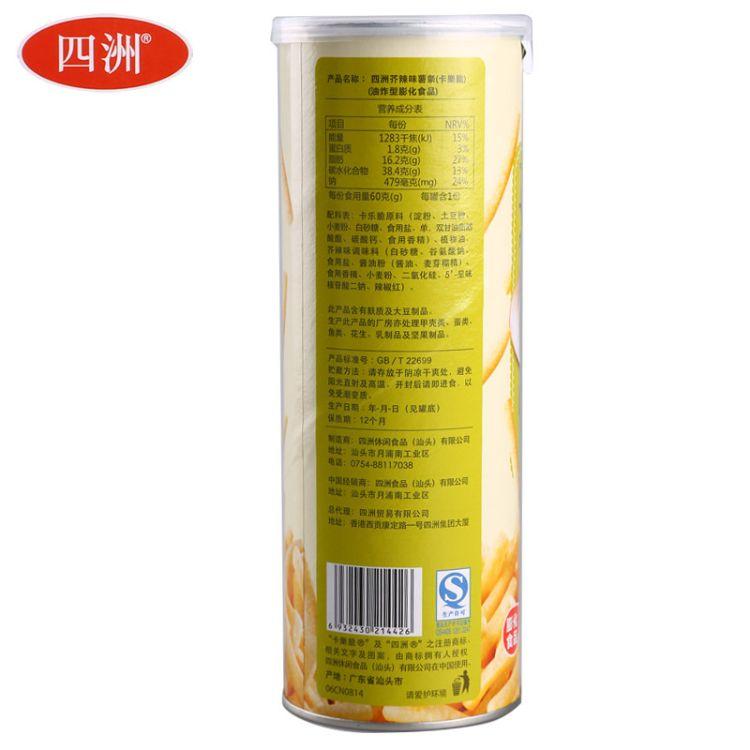 四洲®
产品名称： 四洲芥辣味薯条(卡樂脆)
(油炸型膨化食品)
营养成分表
项目 每份 NRV%
能量 1283千焦(kJ) 15%
蛋白质 1.8克(g) 3%
脂肪 16.2克(g) 27%
碳水化合物 38.4克(g) 13%
钠 479毫克(mg) 24%
每份食用量60克(g) 每罐含1份
配料表：卡乐脆原料（淀粉、土豆粉、
小麦粉、白砂糖、食用盐、单，双甘油脂肪
酸酯、碳酸钙、食用香精）、植物油、
芥辣味调味料（白砂糖、谷氨酸钠、
食用盐、酱油粉（酱油、麦芽糊精）、
食用香精、小麦粉、二氧化硅、5'-呈味
核苷酸二钠、辣椒红）。
此产品含有麸质及大豆制品。
生产此产品的厂房亦处理甲壳类、蛋类、
鱼类、花生、乳制品及坚果制品。
产品标准号：GB/T 22699
贮藏方法：请存放于阴凉干爽处，避免
阳光直射及高温，开封后请即进食，以
免受潮变质。
生产日期：年-月-日（见罐底）
保质期：12个月
制造商：四洲休闲食品（汕头）有限公司
地址：汕头市月浦南工业区
电话：0754-88117038
中国经销商：四洲食品（汕头）有限公司
地址：汕头市月浦南工业区
总代理：四洲贸易有限公司
地址：香港西贡康定路一号四洲集团大厦
6 932430 214426
生产许可
"卡樂脆®"及"四洲®"之注册商标，
相关文字及图案，由商标拥有人授权
四洲休闲食品(汕头)有限公司在中国使用。
产地：广东省汕头市
06CN0814
请爱护环境